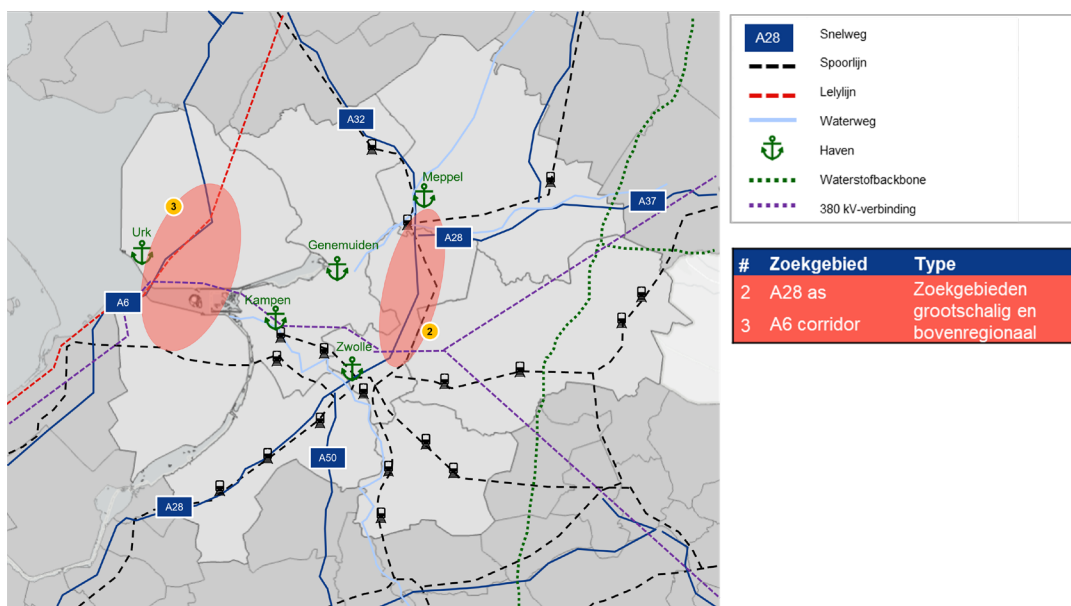 A32
Meppel
3
A37
Urk
Genemuiden
A28
A6
Kampen
2
Zwolle
A50
A28
A28 Snelweg
Spoorlijn
Lelylijn
Waterweg
Haven
Waterstofbackbone
380 kV-verbinding
# Zoekgebied Type
2 A28 as Zoekgebieden
grootschalig en
3 A6 corridor bovenregionaal